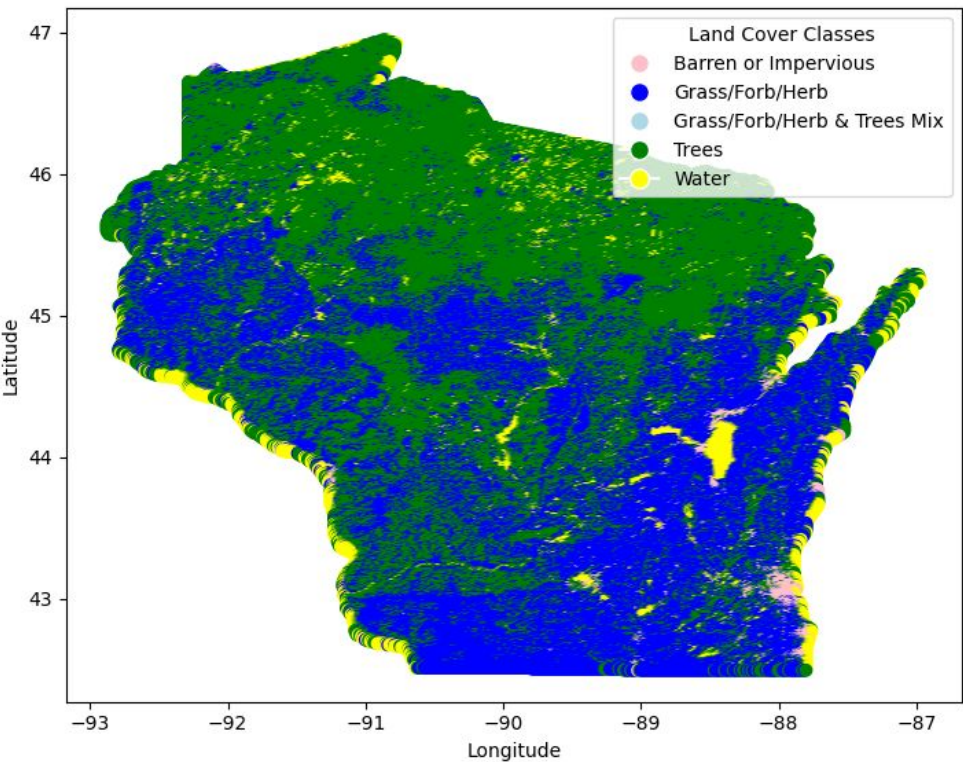 Land Cover Classes
Barren or Impervious
Grass/Forb/Herb
Grass/Forb/Herb & Trees Mix
Trees
Water
47
46
45
44
43
Latitude
−93
−92
−91
−90
−89
−88
−87
Longitude